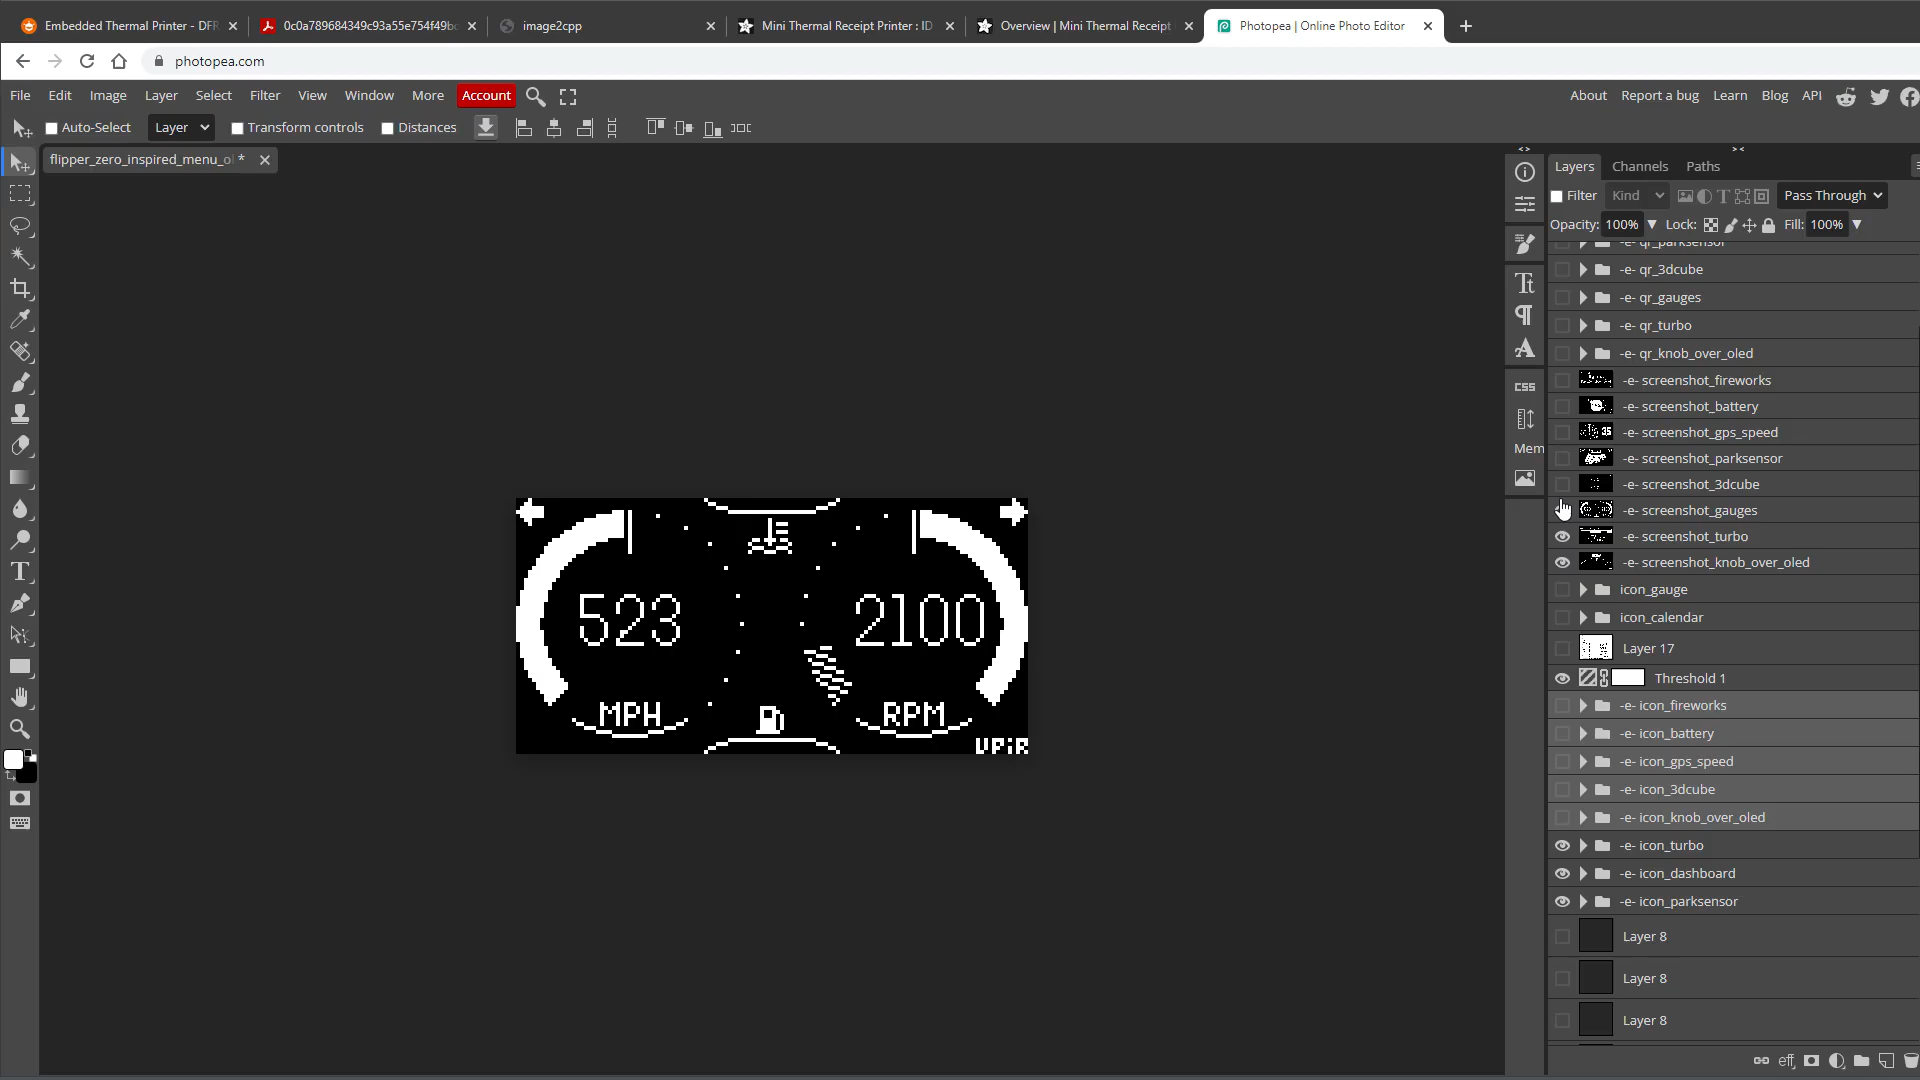 Embedded Thermal Printer - DFR
0c0a789684349c93a55e754f49b
image2cpp
Mini Thermal Receipt Printer : ID
Overview | Mini Thermal Receipt
Photopea | Online Photo Editor
photopea.com
File Edit Image Layer Select Filter View Window More Account
About Report a bug Learn Blog API
Auto-Select Layer Transform controls Distances
flipper_zero_inspired_menu_ol *
Layers Channels Paths
Filter Kind Pass Through
Opacity: 100% Lock: Fill: 100%
-e- qr_parksensor
-e- qr_3dcube
-e- qr_gauges
-e- qr_turbo
-e- qr_knob_over_oled
-e- screenshot_fireworks
-e- screenshot_battery
-e- screenshot_gps_speed
-e- screenshot_parksensor
-e- screenshot_3dcube
-e- screenshot_gauges
-e- screenshot_turbo
-e- screenshot_knob_over_oled
icon_gauge
icon_calendar
Layer 17
Threshold 1
-e- icon_fireworks
-e- icon_battery
-e- icon_gps_speed
-e- icon_3dcube
-e- icon_knob_over_oled
-e- icon_turbo
-e- icon_dashboard
-e- icon_parksensor
Layer 8
Layer 8
Layer 8
eff
CSS
Mem
523
2100
MPH
RPM